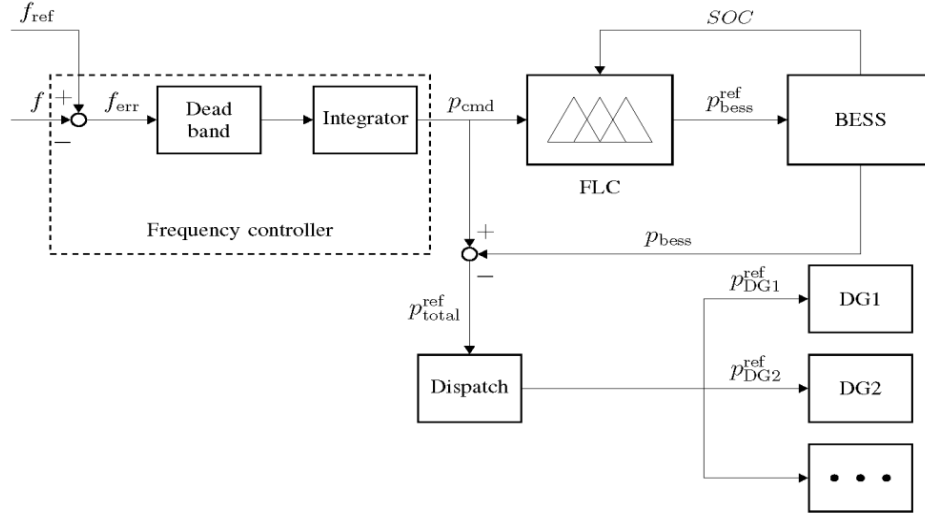 f_ref
SOC
f + f_err Dead band Integrator p_cmd p_bess^ref BESS
−
FLC
Frequency controller + p_bess
−
p_DG1^ref
p_total^ref DG1
p_DG2^ref
Dispatch DG2
• • •